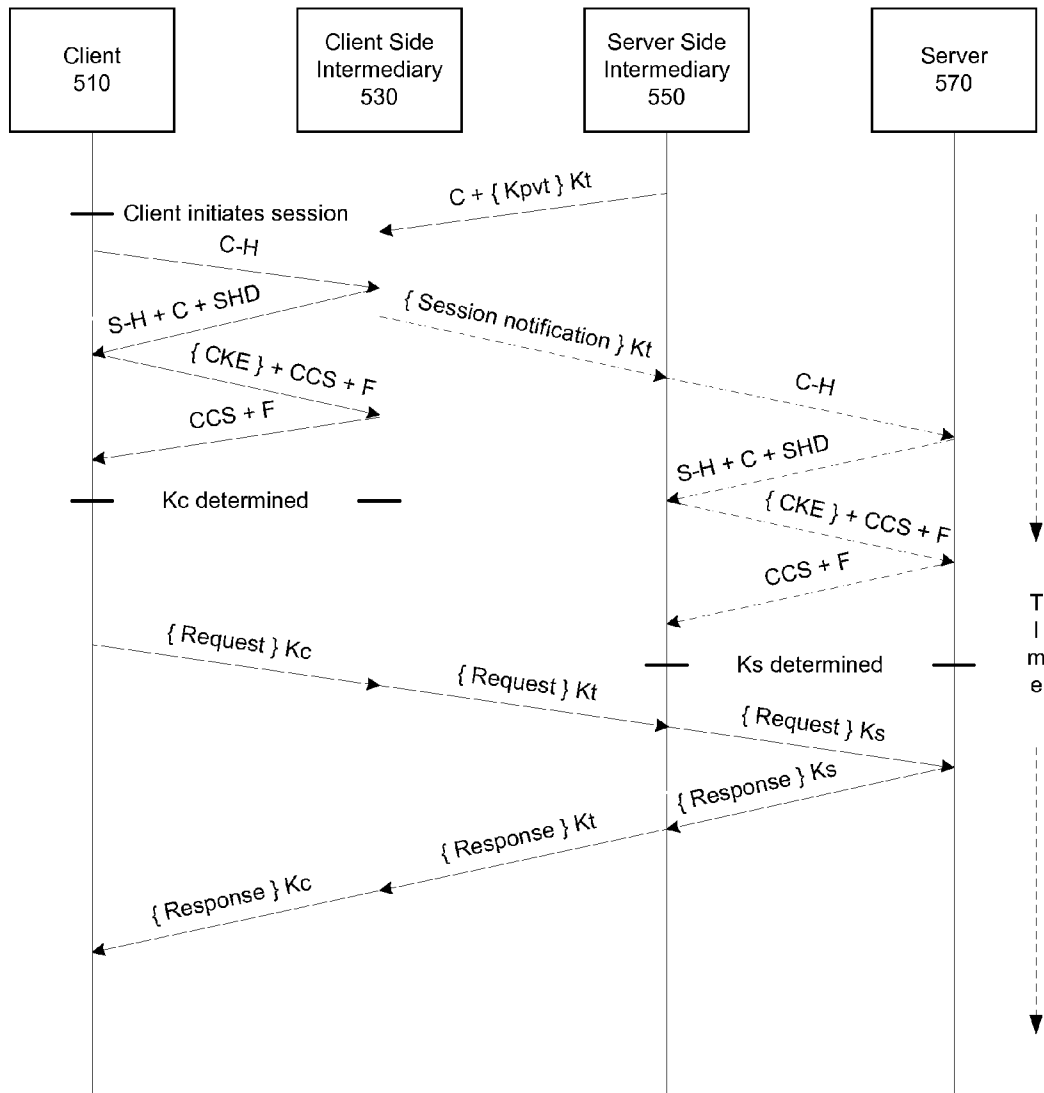 Client
510
Client Side
Intermediary
530
Server Side
Intermediary
550
Server
570
C + { Kpvt } Kt
Client initiates session
C-H
S-H + C + SHD
{ Session notification } Kt
{ CKE } + CCS + F
C-H
CCS + F
S-H + C + SHD
Kc determined
{ CKE } + CCS + F
CCS + F
T
I
m
e
{ Request } Kc
Ks determined
{ Request } Kt
{ Request } Ks
{ Response } Ks
{ Response } Kt
{ Response } Kc